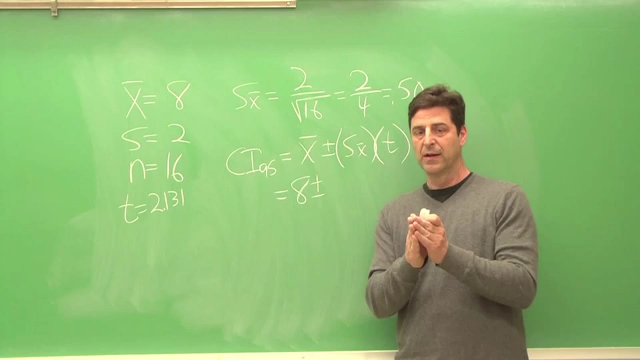 X̄ = 8
s = 2
n = 16
t = 2.131
Sx̄ = 2/√16 = 2/4 = .50
CI95 = X̄ ± (Sx̄)(t)
= 8 ±